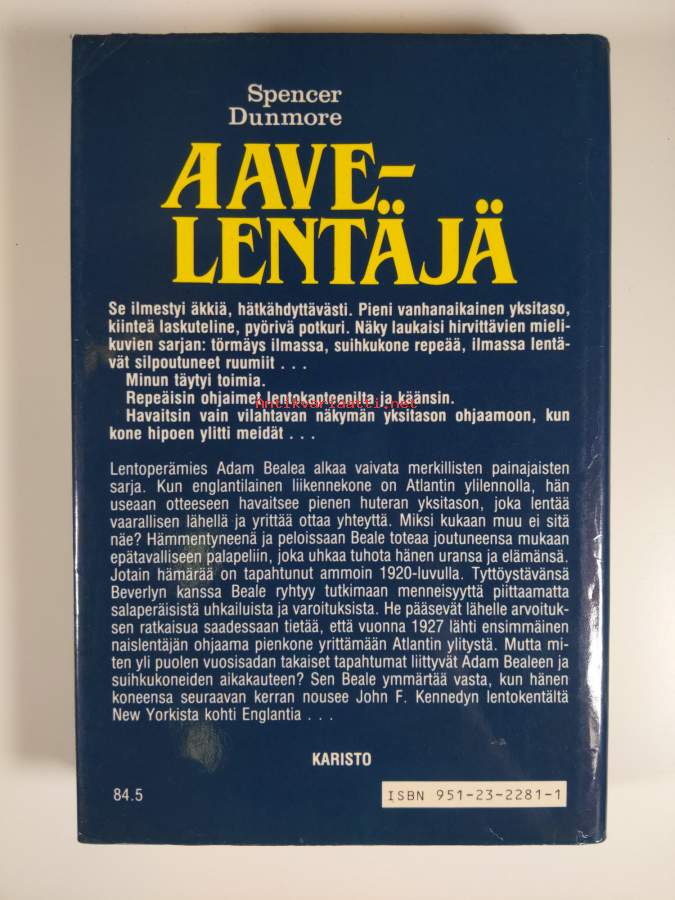 Spencer
Dunmore
AAVE-
LENTÄJÄ
Se ilmestyi äkkiä, hätkähdyttävästi. Pieni vanhanaikainen yksitaso,
kiinteä laskuteline, pyörivä potkuri. Näky laukaisi hirvittävien mieli-
kuvien sarjan: törmäys ilmassa, suihkukone repeää, ilmassa lentä-
vät silpoutuneet ruumiit . . .
Minun täytyi toimia.
Repeäisin ohjaimet lentokapteenilta ja käänsin.
Antikvariaatti.net
Havaitsin vain vilahtavan näkymän yksitason ohjaamoon, kun
kone hipoen ylitti meidät . . .
Lentoperämies Adam Bealea alkaa vaivata merkillisten painajaisten
sarja. Kun englantilainen liikennekone on Atlantin ylilennolla, hän
useaan otteeseen havaitsee pienen huteran yksitason, joka lentää
vaarallisen lähellä ja yrittää ottaa yhteyttä. Miksi kukaan muu ei sitä
näe? Hämmentyneenä ja peloissaan Beale toteaa joutuneensa mukaan
epätavalliseen palapeliin, joka uhkaa tuhota hänen uransa ja elämänsä.
Jotain hämärää on tapahtunut ammoin 1920-luvulla. Tyttöystävänsä
Beverlyn kanssa Beale ryhtyy tutkimaan menneisyyttä piittaamatta
salaperäisistä uhkailuista ja varoituksista. He pääsevät lähelle arvoituk-
sen ratkaisua saadessaan tietää, että vuonna 1927 lähti ensimmäinen
naislentäjän ohjaama pienkone yrittämään Atlantin ylitystä. Mutta mi-
ten yli puolen vuosisadan takaiset tapahtumat liittyvät Adam Bealeen ja
suihkukoneiden aikakauteen? Sen Beale ymmärtää vasta, kun hänen
koneensa seuraavan kerran nousee John F. Kennedyn lentokentältä
New Yorkista kohti Englantia . . .
KARISTO
84.5
ISBN 951-23-2281-1